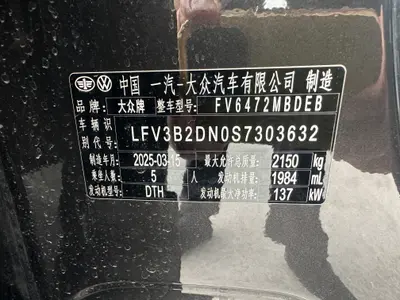 中国 一汽-大众汽车有限公司 制造
品牌: 大众牌 整车型号: FV6472MBDEB
车辆识别代号: LFV3B2DN0S7303632
制造年月: 2025-03-15 最大允许总质量: 2150 kg
乘坐人数: 5 人 发动机排量: 1984 mL
发动机型号: DTH 发动机最大净功率: 137 kW